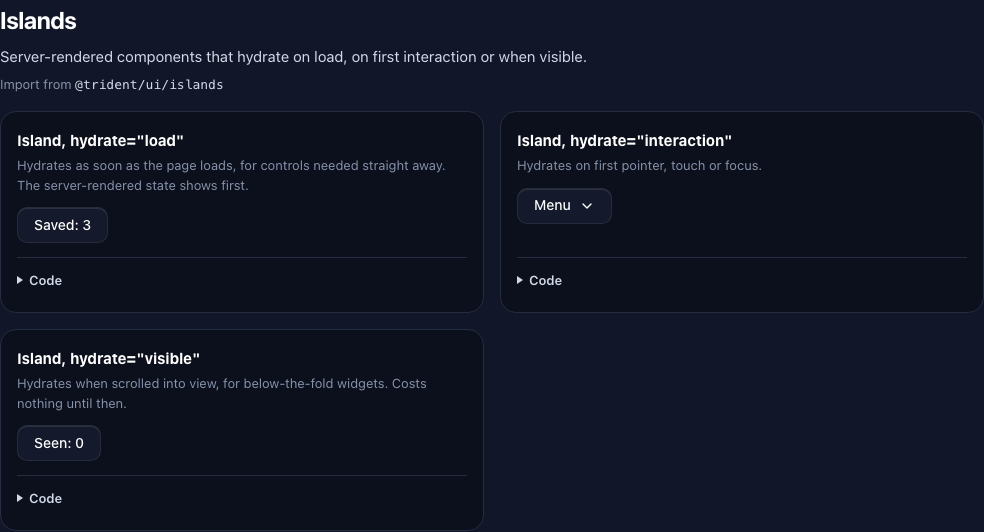 Islands
Server-rendered components that hydrate on load, on first interaction or when visible.
Import from @trident/ui/islands
Island, hydrate="load"
Hydrates as soon as the page loads, for controls needed straight away.
The server-rendered state shows first.
Saved: 3
Code
Island, hydrate="interaction"
Hydrates on first pointer, touch or focus.
Menu
Code
Island, hydrate="visible"
Hydrates when scrolled into view, for below-the-fold widgets. Costs
nothing until then.
Seen: 0
Code